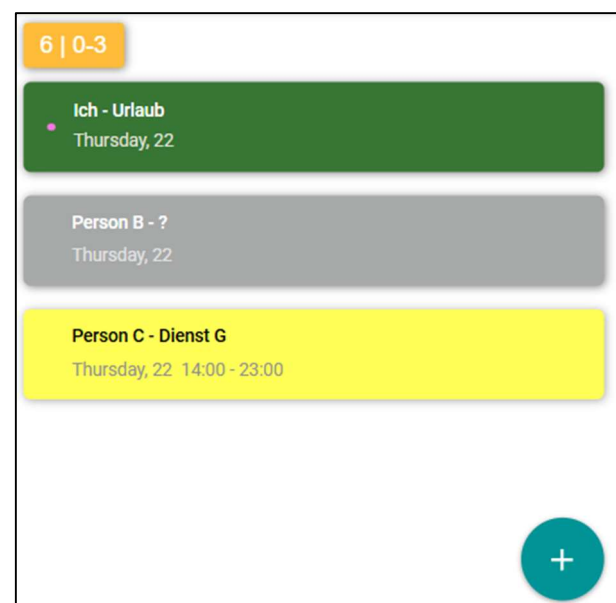 6 | 0-3
Ich - Urlaub
Thursday, 22
Person B - ?
Thursday, 22
Person C - Dienst G
Thursday, 22 14:00 - 23:00
+